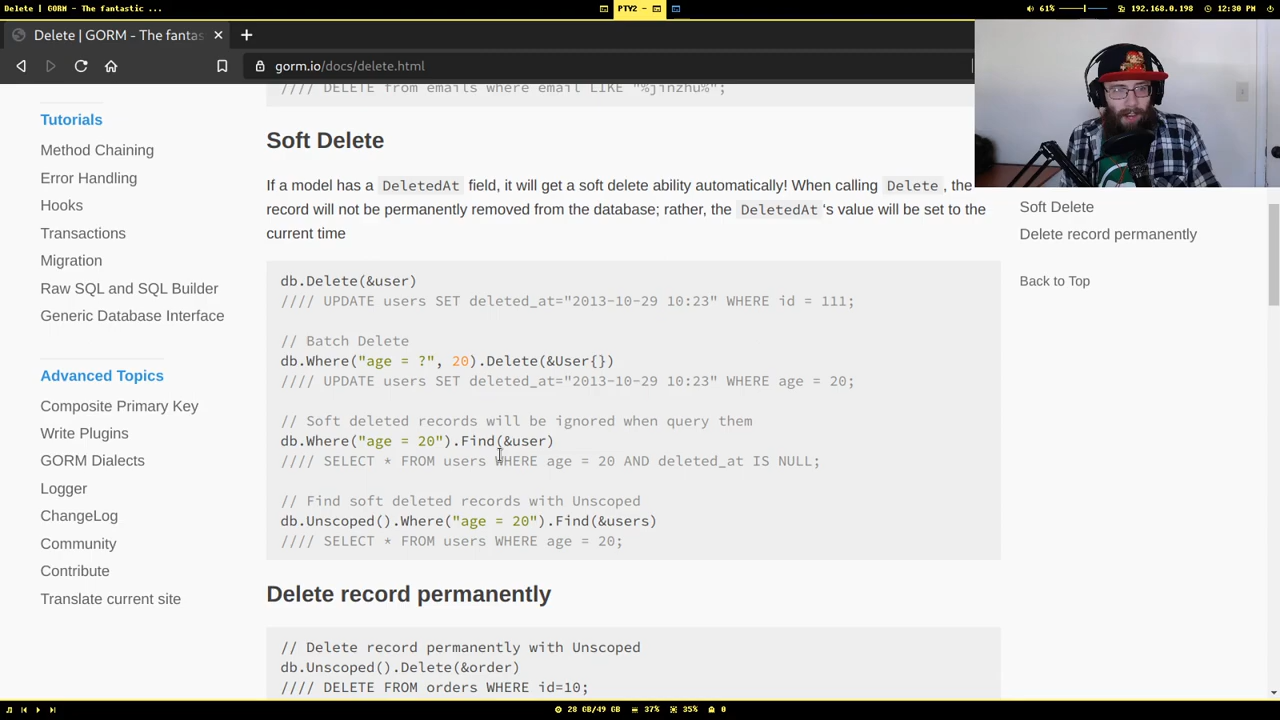 Delete | GORM - The fantastic ...
PTY2 -
61%
192.168.0.198
12:30 PM
Delete | GORM - The fantas
gorm.io/docs/delete.html
//// DELETE from emails where email LIKE "%jinzhu%";
Tutorials
Method Chaining
Error Handling
Hooks
Transactions
Migration
Raw SQL and SQL Builder
Generic Database Interface
Advanced Topics
Composite Primary Key
Write Plugins
GORM Dialects
Logger
ChangeLog
Community
Contribute
Translate current site
Soft Delete
If a model has a DeletedAt field, it will get a soft delete ability automatically! When calling Delete, the
record will not be permanently removed from the database; rather, the DeletedAt's value will be set to the
current time
db.Delete(&user)
//// UPDATE users SET deleted_at="2013-10-29 10:23" WHERE id = 111;
// Batch Delete
db.Where("age = ?", 20).Delete(&User{})
//// UPDATE users SET deleted_at="2013-10-29 10:23" WHERE age = 20;
// Soft deleted records will be ignored when query them
db.Where("age = 20").Find(&user)
//// SELECT * FROM users WHERE age = 20 AND deleted_at IS NULL;
// Find soft deleted records with Unscoped
db.Unscoped().Where("age = 20").Find(&users)
//// SELECT * FROM users WHERE age = 20;
Delete record permanently
// Delete record permanently with Unscoped
db.Unscoped().Delete(&order)
//// DELETE FROM orders WHERE id=10;
Soft Delete
Delete record permanently
Back to Top
28 GB/49 GB
37%
35%
0